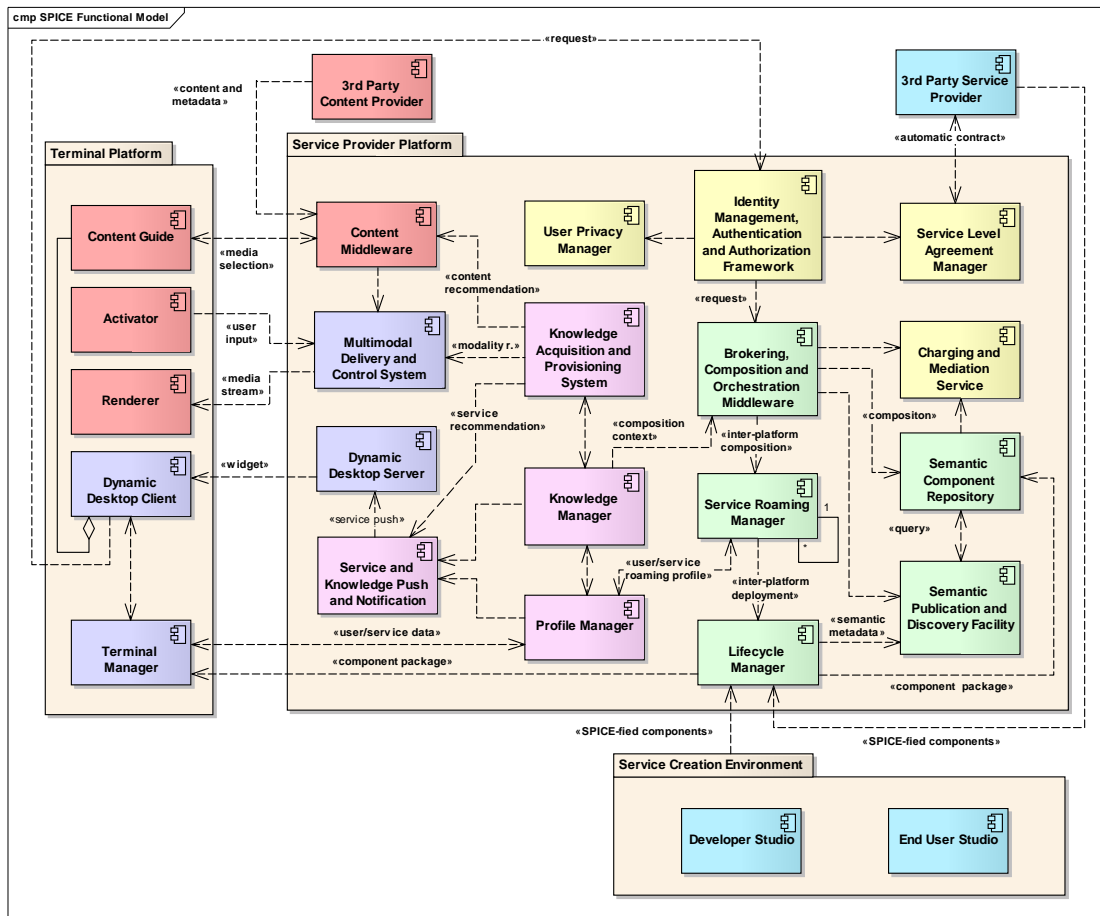 cmp SPICE Functional Model
«request»
3rd Party
Content Provider
«content and
metadata»
3rd Party Service
Provider
«automatic contract»
Terminal Platform
Service Provider Platform
Content Guide
«media
selection»
Content
Middleware
User Privacy
Manager
Identity
Management,
Authentication
and Authorization
Framework
Service Level
Agreement
Manager
«content
recommendation»
«request»
Activator
«user
input»
Multimodal
Delivery and
Control System
«modality r.»
Knowledge
Acquisition and
Provisioning
System
Brokering,
Composition and
Orchestration
Middleware
Charging and
Mediation
Service
Renderer
«media
stream»
«service
recommendation»
«composition
context»
«inter-platform
composition»
«compositon»
Dynamic
Desktop Client
«widget»
Dynamic
Desktop Server
Knowledge
Manager
Service Roaming
Manager
1
*
Semantic
Component
Repository
«service push»
«query»
Service and
Knowledge Push
and Notification
«user/service
roaming profile»
«inter-platform
deployment»
Semantic
Publication and
Discovery Facility
Terminal
Manager
«user/service data»
Profile Manager
Lifecycle
Manager
«semantic
metadata»
«component package»
«component package»
«SPICE-fied components»
«SPICE-fied components»
Service Creation Environment
Developer Studio
End User Studio